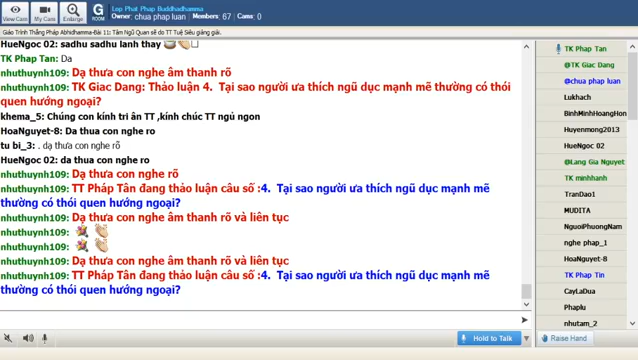 Lep Phat Phap Buddhadhamma
Owner: chua phap luan Members: 67 Cams: 0
View Cam My Cam Enlarge G ROOM
Giáo Trình Thắng Pháp Abhidhamma-Bài 11: Tâm Ngũ Quan sẽ do TT Tuệ Siêu giảng giải.
HueNgoc 02: sadhu sadhu lanh thay
TK Phap Tan: Da
nhuthuynh109: Dạ thưa con nghe âm thanh rõ
nhuthuynh109: TK Giac Dang: Thảo luận 4. Tại sao người ưa thích ngũ dục mạnh mẽ thường có thói
quen hướng ngoại?
khema_5: Chúng con kính tri ân TT ,kính chúc TT ngủ ngon
HoaNguyet-8: Da thua con nghe ro
tu bi_3: . dạ thưa con nghe rõ
HueNgoc 02: da thua con nghe ro
nhuthuynh109: Dạ thưa con nghe rõ
nhuthuynh109: TT Pháp Tân đang thảo luận câu số :4. Tại sao người ưa thích ngũ dục mạnh mẽ
thường có thói quen hướng ngoại?
nhuthuynh109: Dạ thưa con nghe âm thanh rõ và liên tục
nhuthuynh109:
nhuthuynh109:
nhuthuynh109: Dạ thưa con nghe âm thanh rõ và liên tục
nhuthuynh109: TT Pháp Tân đang thảo luận câu số :4. Tại sao người ưa thích ngũ dục mạnh mẽ
thường có thói quen hướng ngoại?
Hold to Talk
TK Phap Tan
@TK Giac Dang
@chua phap luan
Lukhach
BinhMinhHoangHon
Huyenmong2013
HueNgoc 02
@Lang Gia Nguyet
TK minhhanh
TranDao1
MUDITA
NguoiPhuongNam
nghe phap_1
HoaNguyet-8
TK Phap Tin
CayLaDua
Phaplu
nhutam_2
Raise Hand